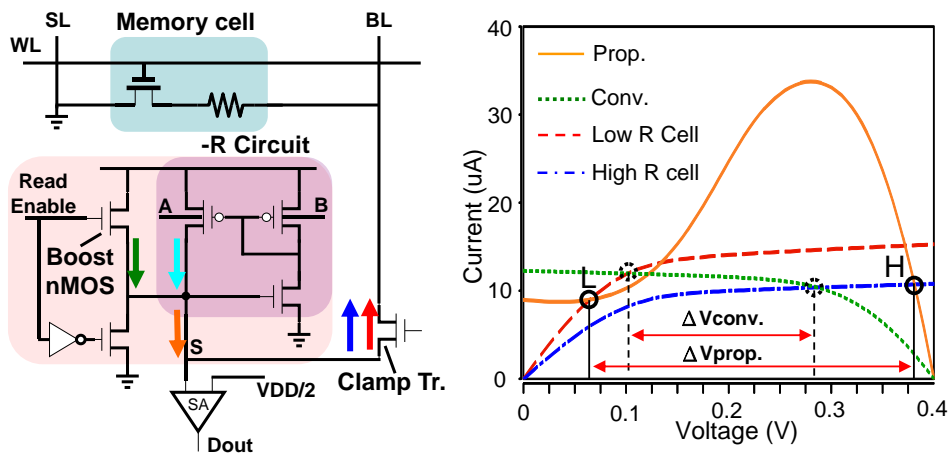 SL
Memory cell
BL
WL
-R Circuit
Read
Enable
A
B
Boost
nMOS
S
Clamp Tr.
VDD/2
SA
Dout
Current (uA)
40
30
20
10
0
Prop.
Conv.
Low R Cell
High R cell
L
H
ΔVconv.
ΔVprop.
0
0.1
0.2
0.3
0.4
Voltage (V)